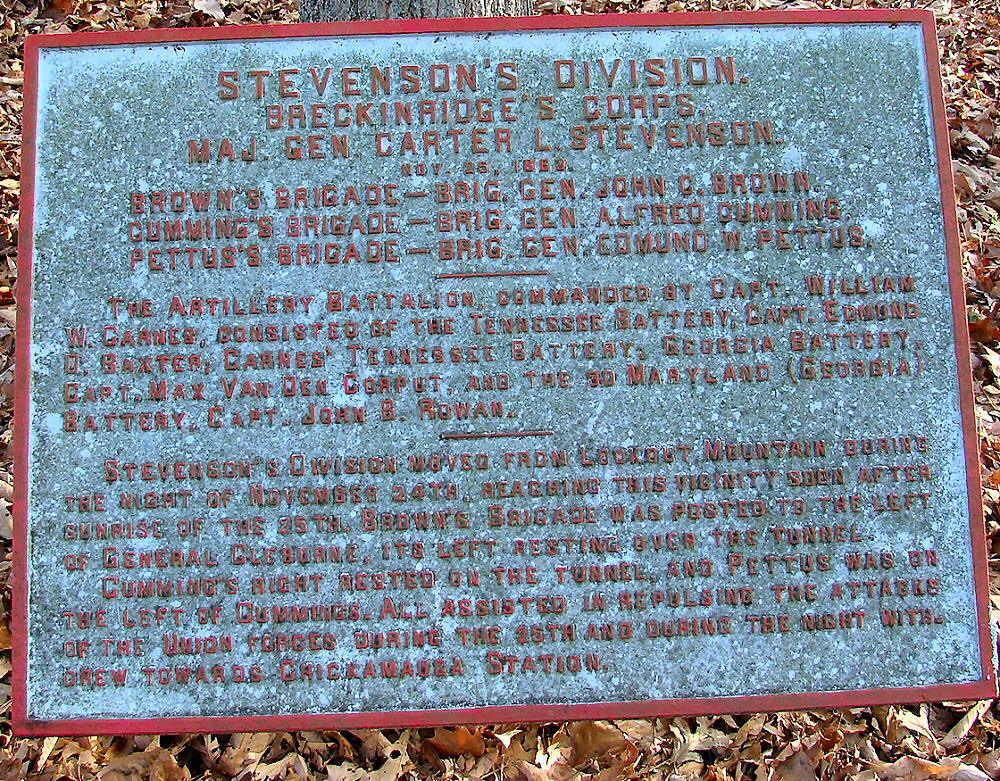 STEVENSON'S DIVISION.
BRECKINRIDGE'S CORPS.
MAJ. GEN. CARTER L. STEVENSON.
NOV. 25, 1863.
BROWN'S BRIGADE—BRIG. GEN. JOHN C. BROWN.
CUMMING'S BRIGADE—BRIG. GEN. ALFRED CUMMING.
PETTUS'S BRIGADE—BRIG. GEN. EDMUND W. PETTUS.
THE ARTILLERY BATTALION, COMMANDED BY CAPT. WILLIAM
W. CARNES, CONSISTED OF THE TENNESSEE BATTERY, CAPT. EDMUND
D. BAXTER; CARNES' TENNESSEE BATTERY; GEORGIA BATTERY,
CAPT. MAX VAN DEN CORPUT, AND THE 3D MARYLAND (GEORGIA)
BATTERY, CAPT. JOHN B. ROWAN.
STEVENSON'S DIVISION MOVED FROM LOOKOUT MOUNTAIN DURING
THE NIGHT OF NOVEMBER 24TH, REACHING THIS VICINITY SOON AFTER
SUNRISE OF THE 25TH. BROWN'S BRIGADE WAS POSTED TO THE LEFT
OF GENERAL CLEBURNE, ITS LEFT RESTING OVER THE TUNNEL.
CUMMING'S RIGHT RESTED ON THE TUNNEL, AND PETTUS WAS ON
THE LEFT OF CUMMINGS. ALL ASSISTED IN REPULSING THE ATTACKS
OF THE UNION FORCES DURING THE 25TH AND DURING THE NIGHT WITH-
DREW TOWARDS CHICKAMAUGA STATION.